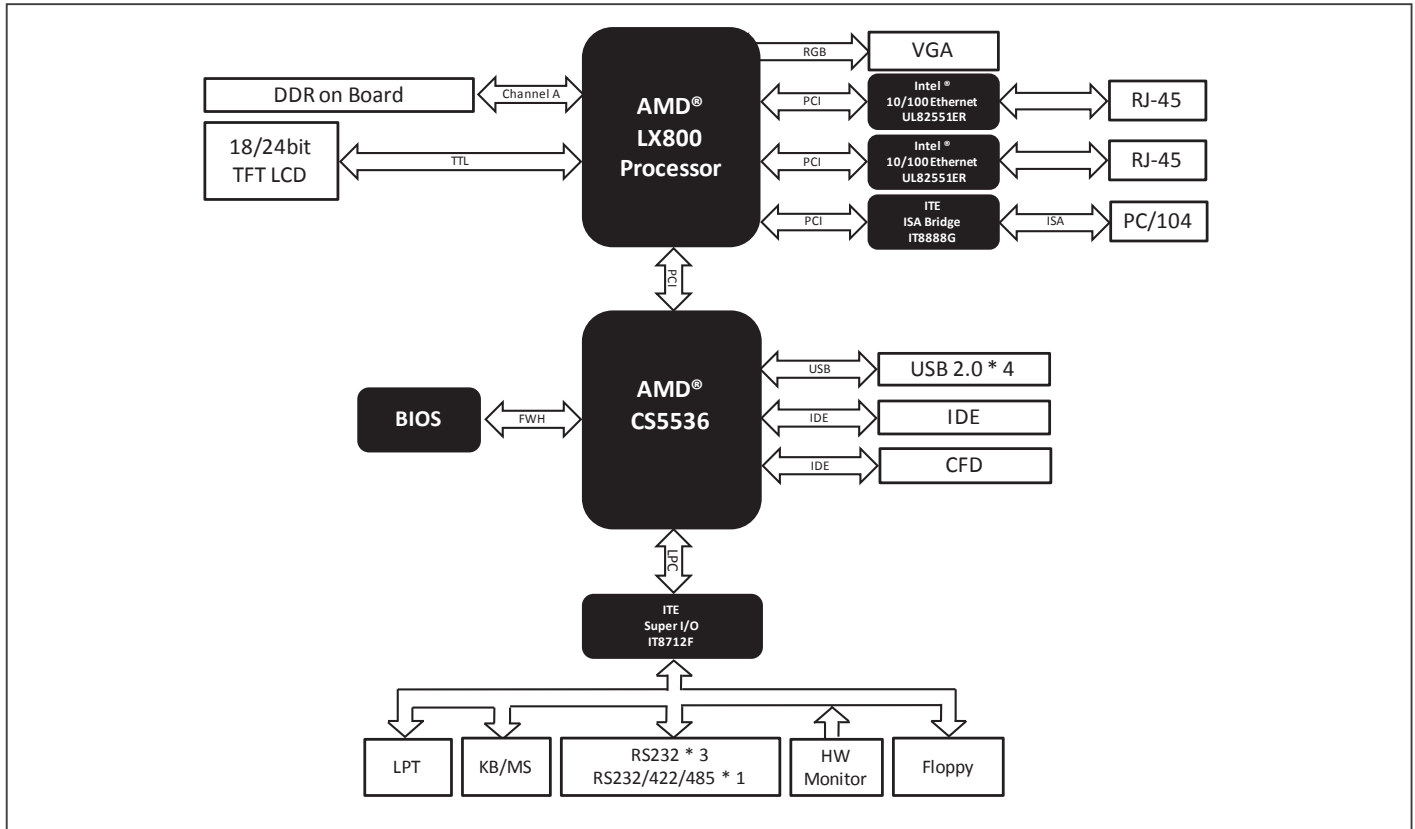 RGB
VGA
DDR on Board
Channel A
AMD®
LX800
Processor
PCI
Intel ®
10/100 Ethernet
UL82551ER
RJ-45
18/24bit
TFT LCD
TTL
PCI
Intel ®
10/100 Ethernet
UL82551ER
RJ-45
PCI
ITE
ISA Bridge
IT8888G
ISA
PC/104
PCI
AMD®
CS5536
USB
USB 2.0 * 4
BIOS
FWH
IDE
IDE
IDE
CFD
LPC
ITE
Super I/O
IT8712F
LPT
KB/MS
RS232 * 3
RS232/422/485 * 1
HW
Monitor
Floppy